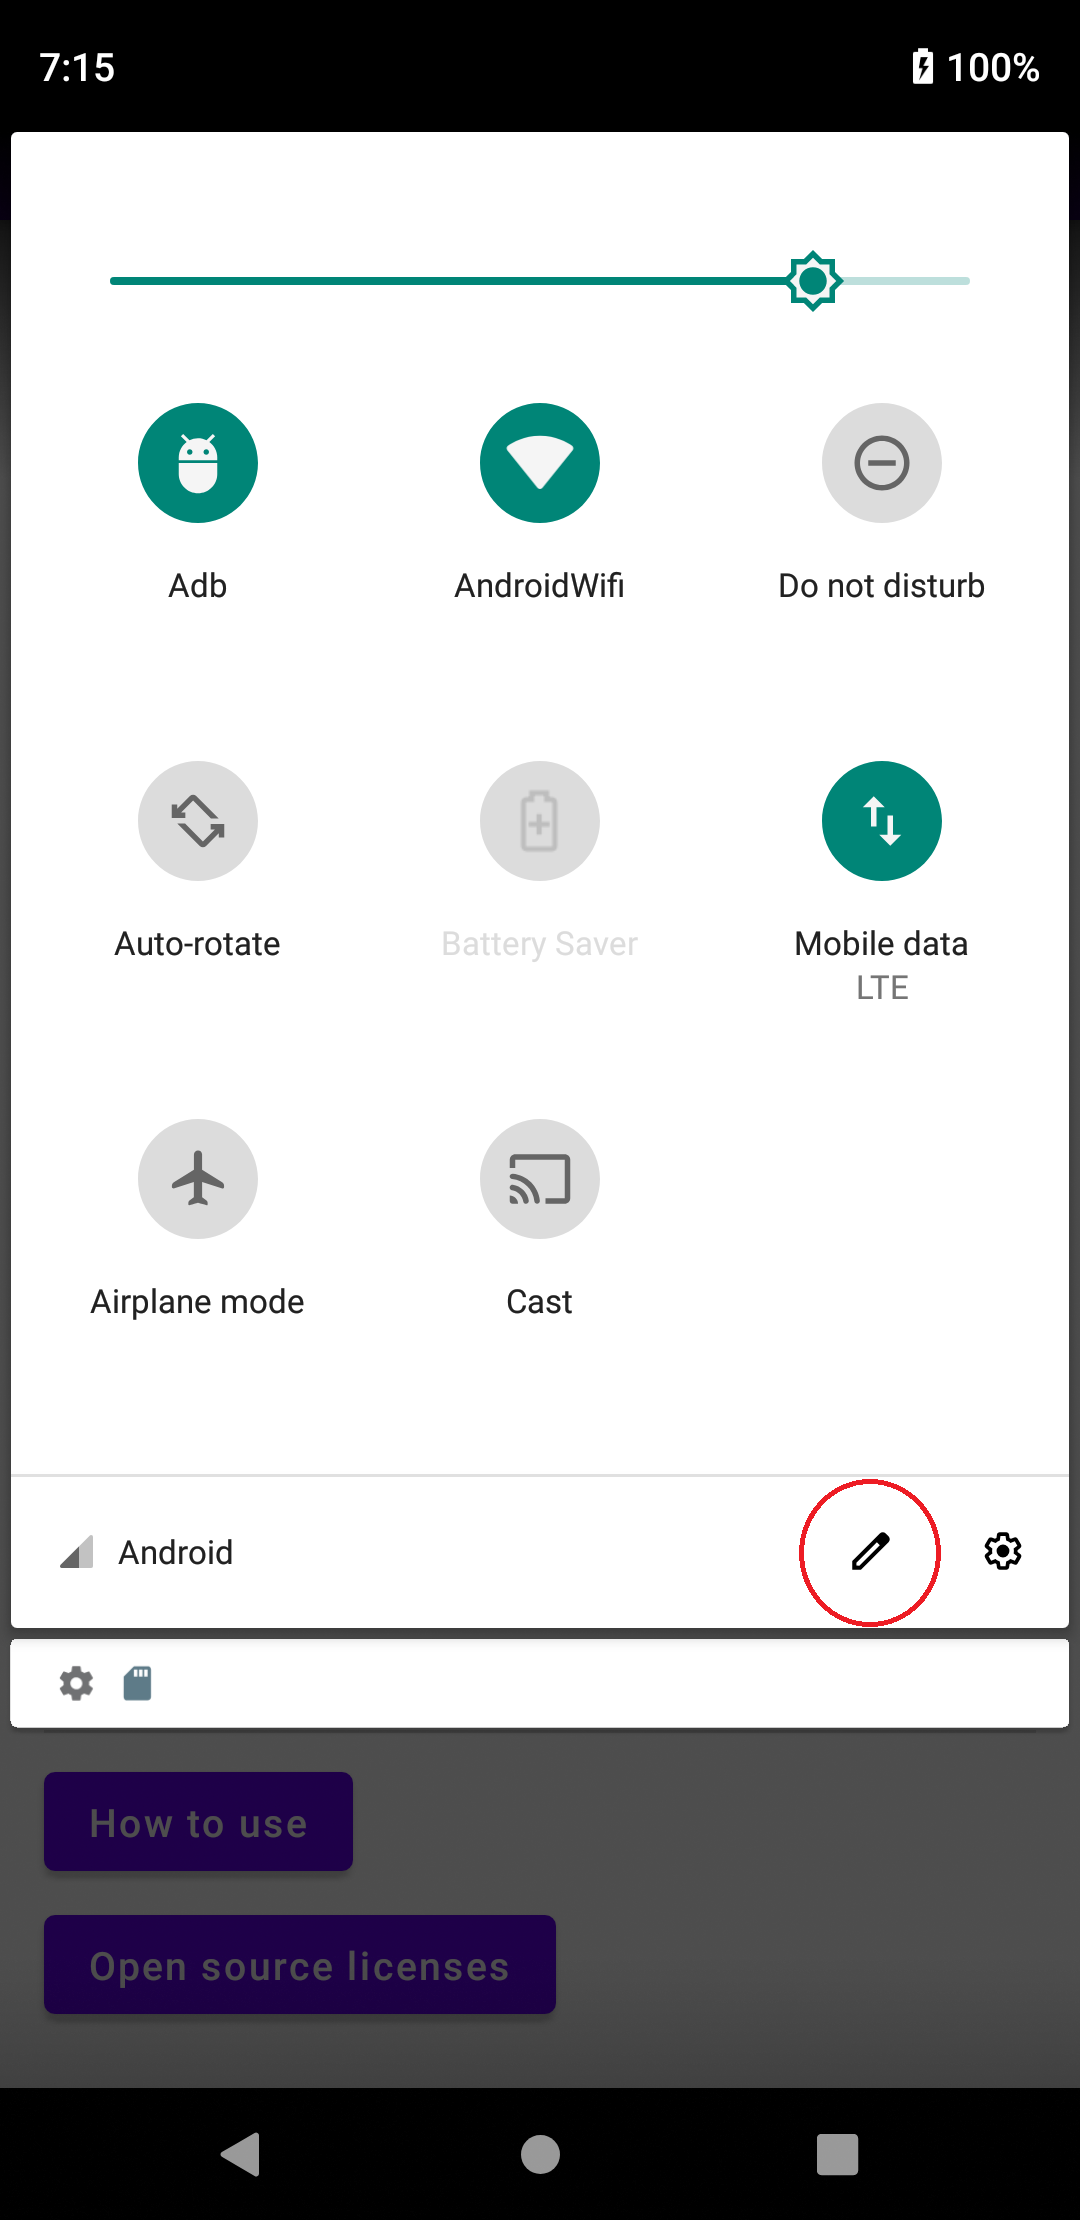 7:15
100%
Adb
AndroidWifi
Do not disturb
Auto-rotate
Battery Saver
Mobile data
LTE
Airplane mode
Cast
Android
How to use
Open source licenses